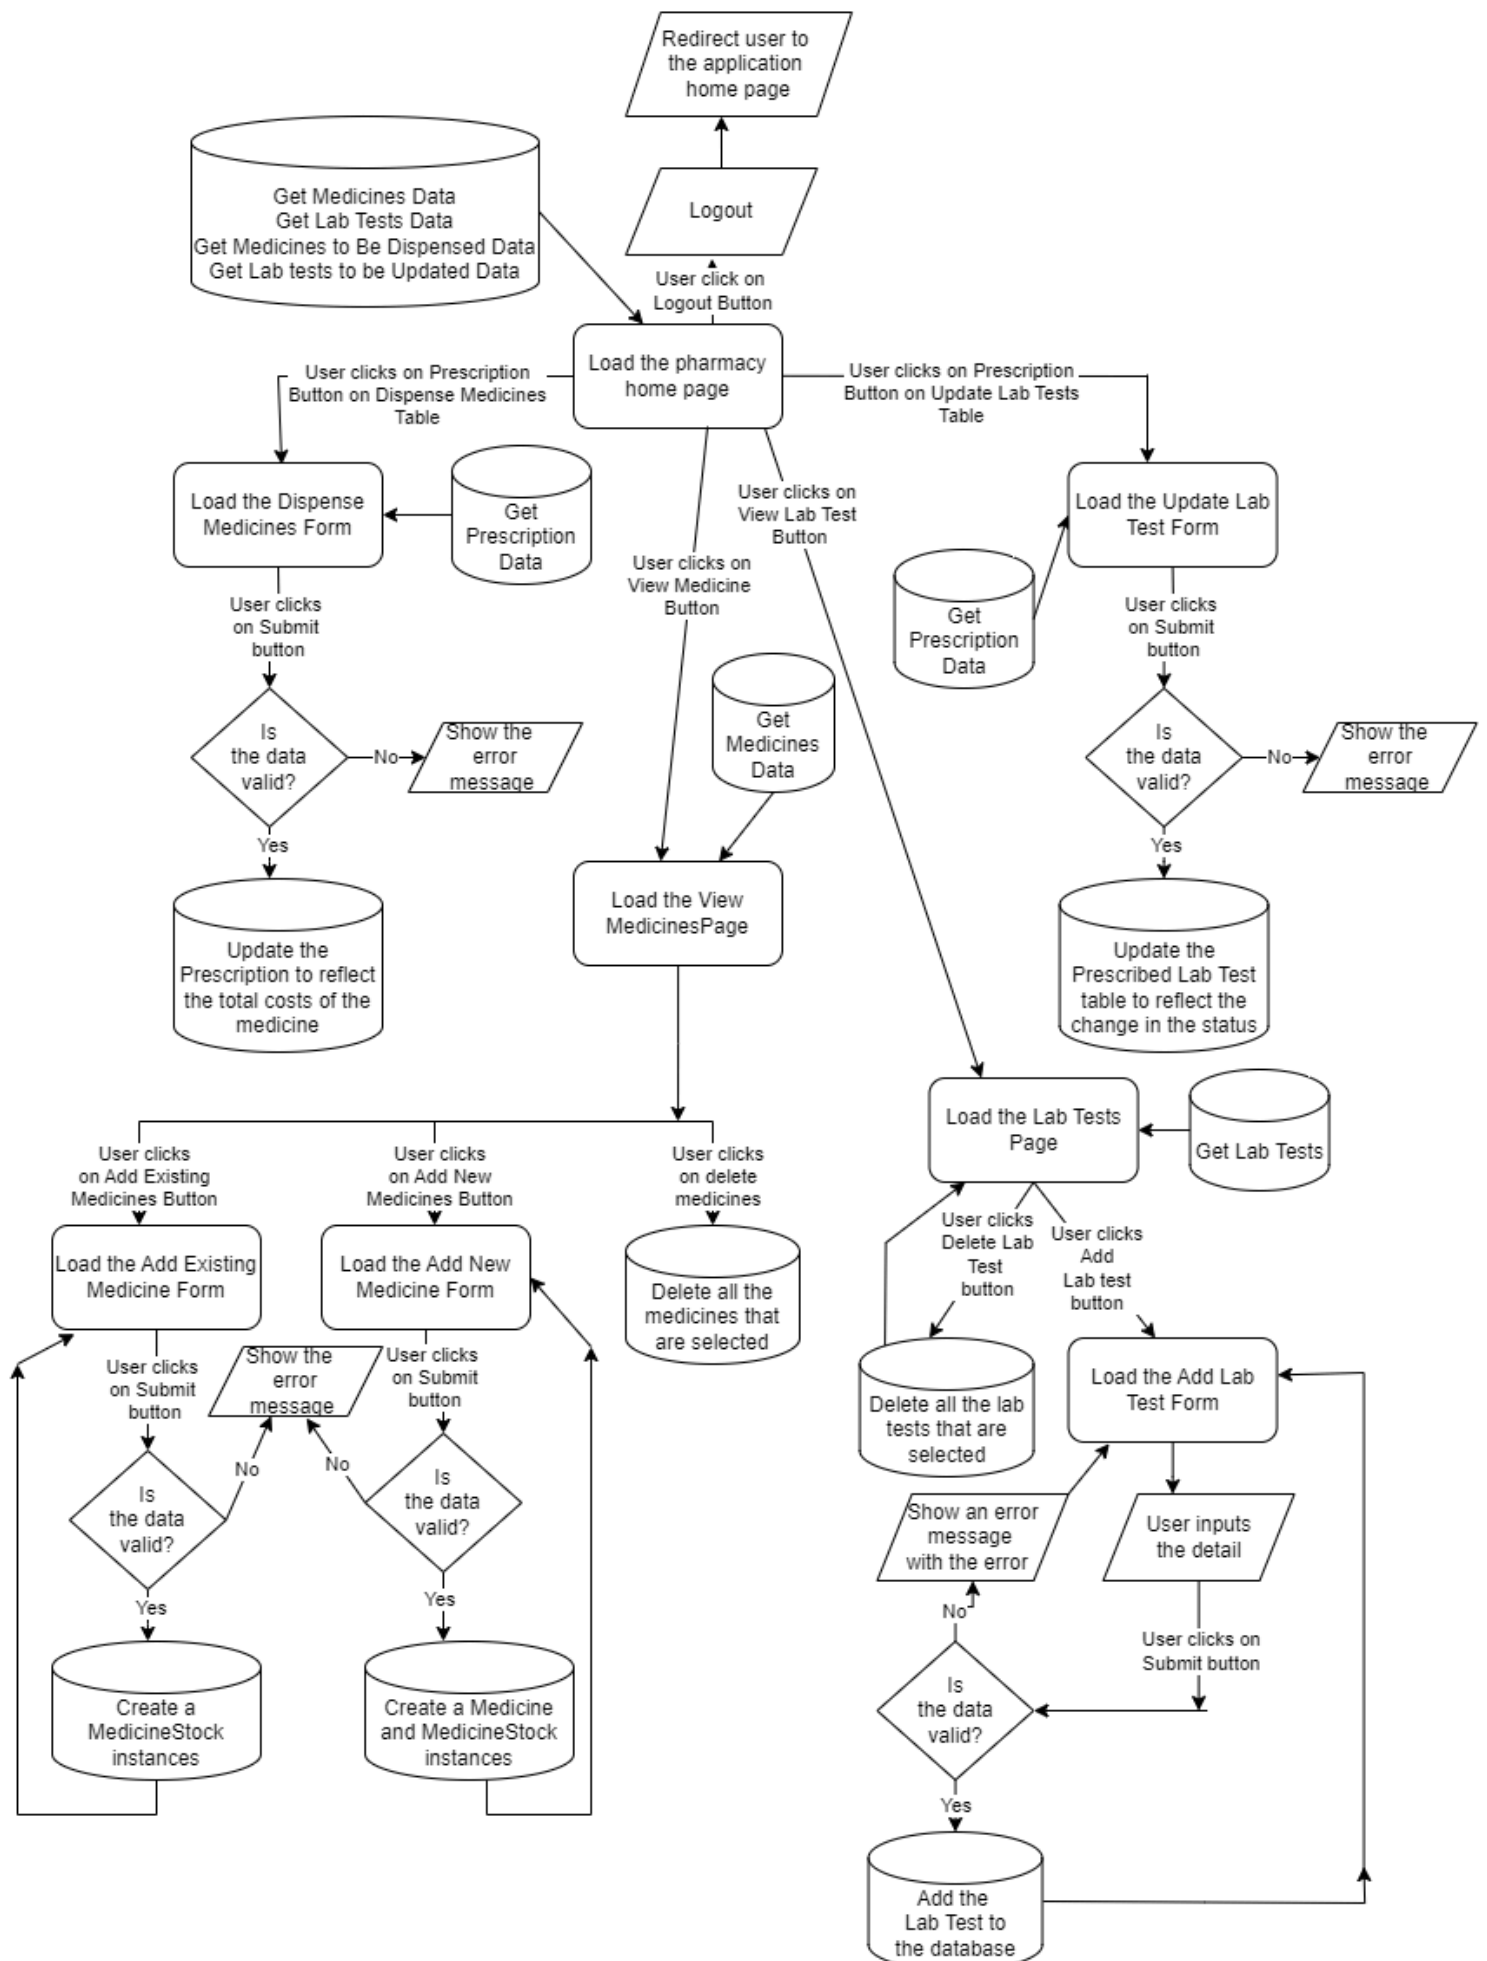 Redirect user to
the application
home page
Get Medicines Data
Get Lab Tests Data
Get Medicines to Be Dispensed Data
Get Lab tests to be Updated Data
Logout
User click on
Logout Button
Load the pharmacy
home page
User clicks on Prescription
Button on Dispense Medicines
Table
User clicks on Prescription
Button on Update Lab Tests
Table
Load the Dispense
Medicines Form
Get
Prescription
Data
User clicks on
View Lab Test
Button
Load the Update Lab
Test Form
User clicks on
View Medicine
Button
Get
Prescription
Data
User clicks
on Submit
button
User clicks
on Submit
button
Get
Medicines
Data
Is
the data
valid?
No
Show the
error
message
Is
the data
valid?
No
Show the
error
message
Yes
Yes
Load the View
MedicinesPage
Update the
Prescription to reflect
the total costs of the
medicine
Update the
Prescribed Lab Test
table to reflect the
change in the status
Load the Lab Tests
Page
Get Lab Tests
User clicks
on Add Existing
Medicines Button
User clicks
on Add New
Medicines Button
User clicks
on delete
medicines
User clicks
Delete Lab
Test
button
User clicks
Add
Lab test
button
Load the Add Existing
Medicine Form
Load the Add New
Medicine Form
Delete all the
medicines that
are selected
User clicks
on Submit
button
Show the
error
message
User clicks
on Submit
button
Delete all the lab
tests that are
selected
Load the Add Lab
Test Form
No
No
Is
the data
valid?
Is
the data
valid?
Show an error
message
with the error
User inputs
the detail
Yes
Yes
No
User clicks on
Submit button
Create a
MedicineStock
instances
Create a Medicine
and MedicineStock
instances
Is
the data
valid?
Yes
Add the
Lab Test to
the database